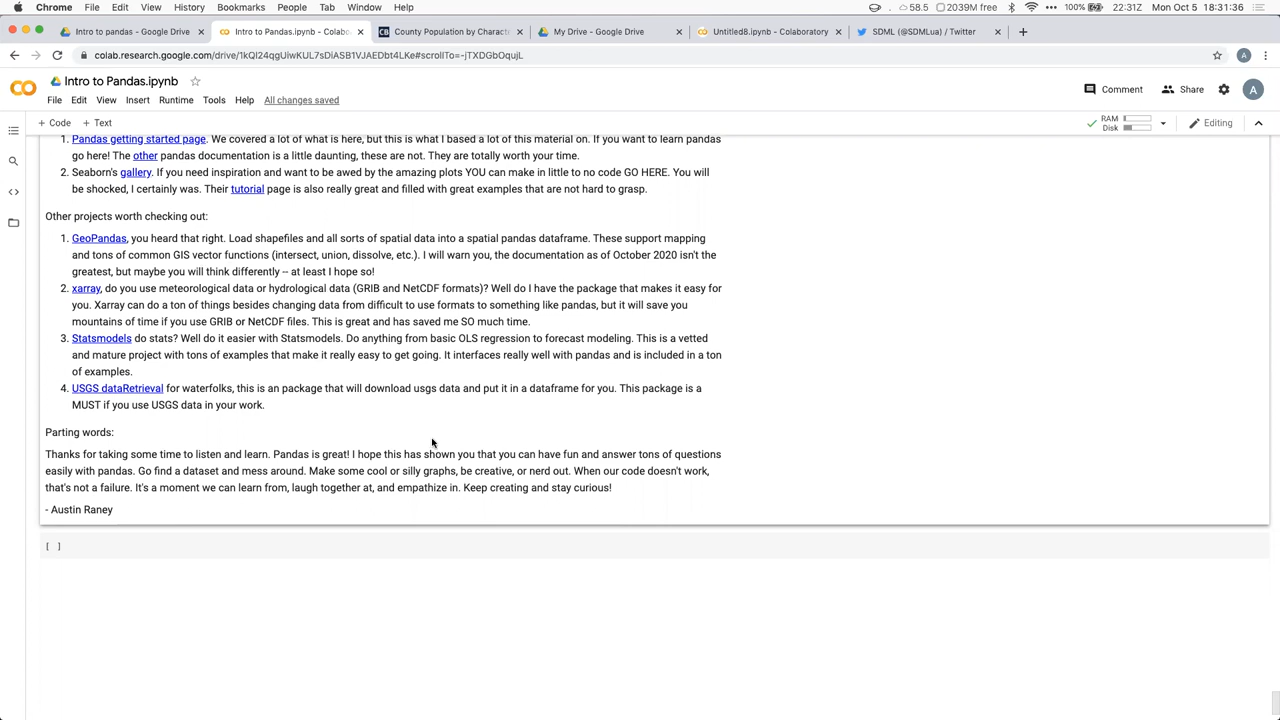 Chrome File Edit View History Bookmarks People Tab Window Help 58.5 2039M free 100% 22:31Z Mon Oct 5 18:31:36
Intro to pandas - Google Drive Intro to Pandas.ipynb - Colabo County Population by Charact My Drive - Google Drive Untitled8.ipynb - Colaboratory SDML (@SDMLua) / Twitter
colab.research.google.com/drive/1kQI24qgUiwKUL7sDiASB1VJAEDbt4LKe#scrollTo=-jTXDGbOqujL A
CO Intro to Pandas.ipynb
File Edit View Insert Runtime Tools Help All changes saved Comment Share A
+ Code + Text RAM Disk Editing
1. Pandas getting started page. We covered a lot of what is here, but this is what I based a lot of this material on. If you want to learn pandas
go here! The other pandas documentation is a little daunting, these are not. They are totally worth your time.
2. Seaborn's gallery. If you need inspiration and want to be awed by the amazing plots YOU can make in little to no code GO HERE. You will
be shocked, I certainly was. Their tutorial page is also really great and filled with great examples that are not hard to grasp.
Other projects worth checking out:
1. GeoPandas, you heard that right. Load shapefiles and all sorts of spatial data into a spatial pandas dataframe. These support mapping
and tons of common GIS vector functions (intersect, union, dissolve, etc.). I will warn you, the documentation as of October 2020 isn't the
greatest, but maybe you will think differently -- at least I hope so!
2. xarray, do you use meteorological data or hydrological data (GRIB and NetCDF formats)? Well do I have the package that makes it easy for
you. Xarray can do a ton of things besides changing data from difficult to use formats to something like pandas, but it will save you
mountains of time if you use GRIB or NetCDF files. This is great and has saved me SO much time.
3. Statsmodels do stats? Well do it easier with Statsmodels. Do anything from basic OLS regression to forecast modeling. This is a vetted
and mature project with tons of examples that make it really easy to get going. It interfaces really well with pandas and is included in a ton
of examples.
4. USGS dataRetrieval for waterfolks, this is an package that will download usgs data and put it in a dataframe for you. This package is a
MUST if you use USGS data in your work.
Parting words:
Thanks for taking some time to listen and learn. Pandas is great! I hope this has shown you that you can have fun and answer tons of questions
easily with pandas. Go find a dataset and mess around. Make some cool or silly graphs, be creative, or nerd out. When our code doesn't work,
that's not a failure. It's a moment we can learn from, laugh together at, and empathize in. Keep creating and stay curious!
- Austin Raney
[ ]